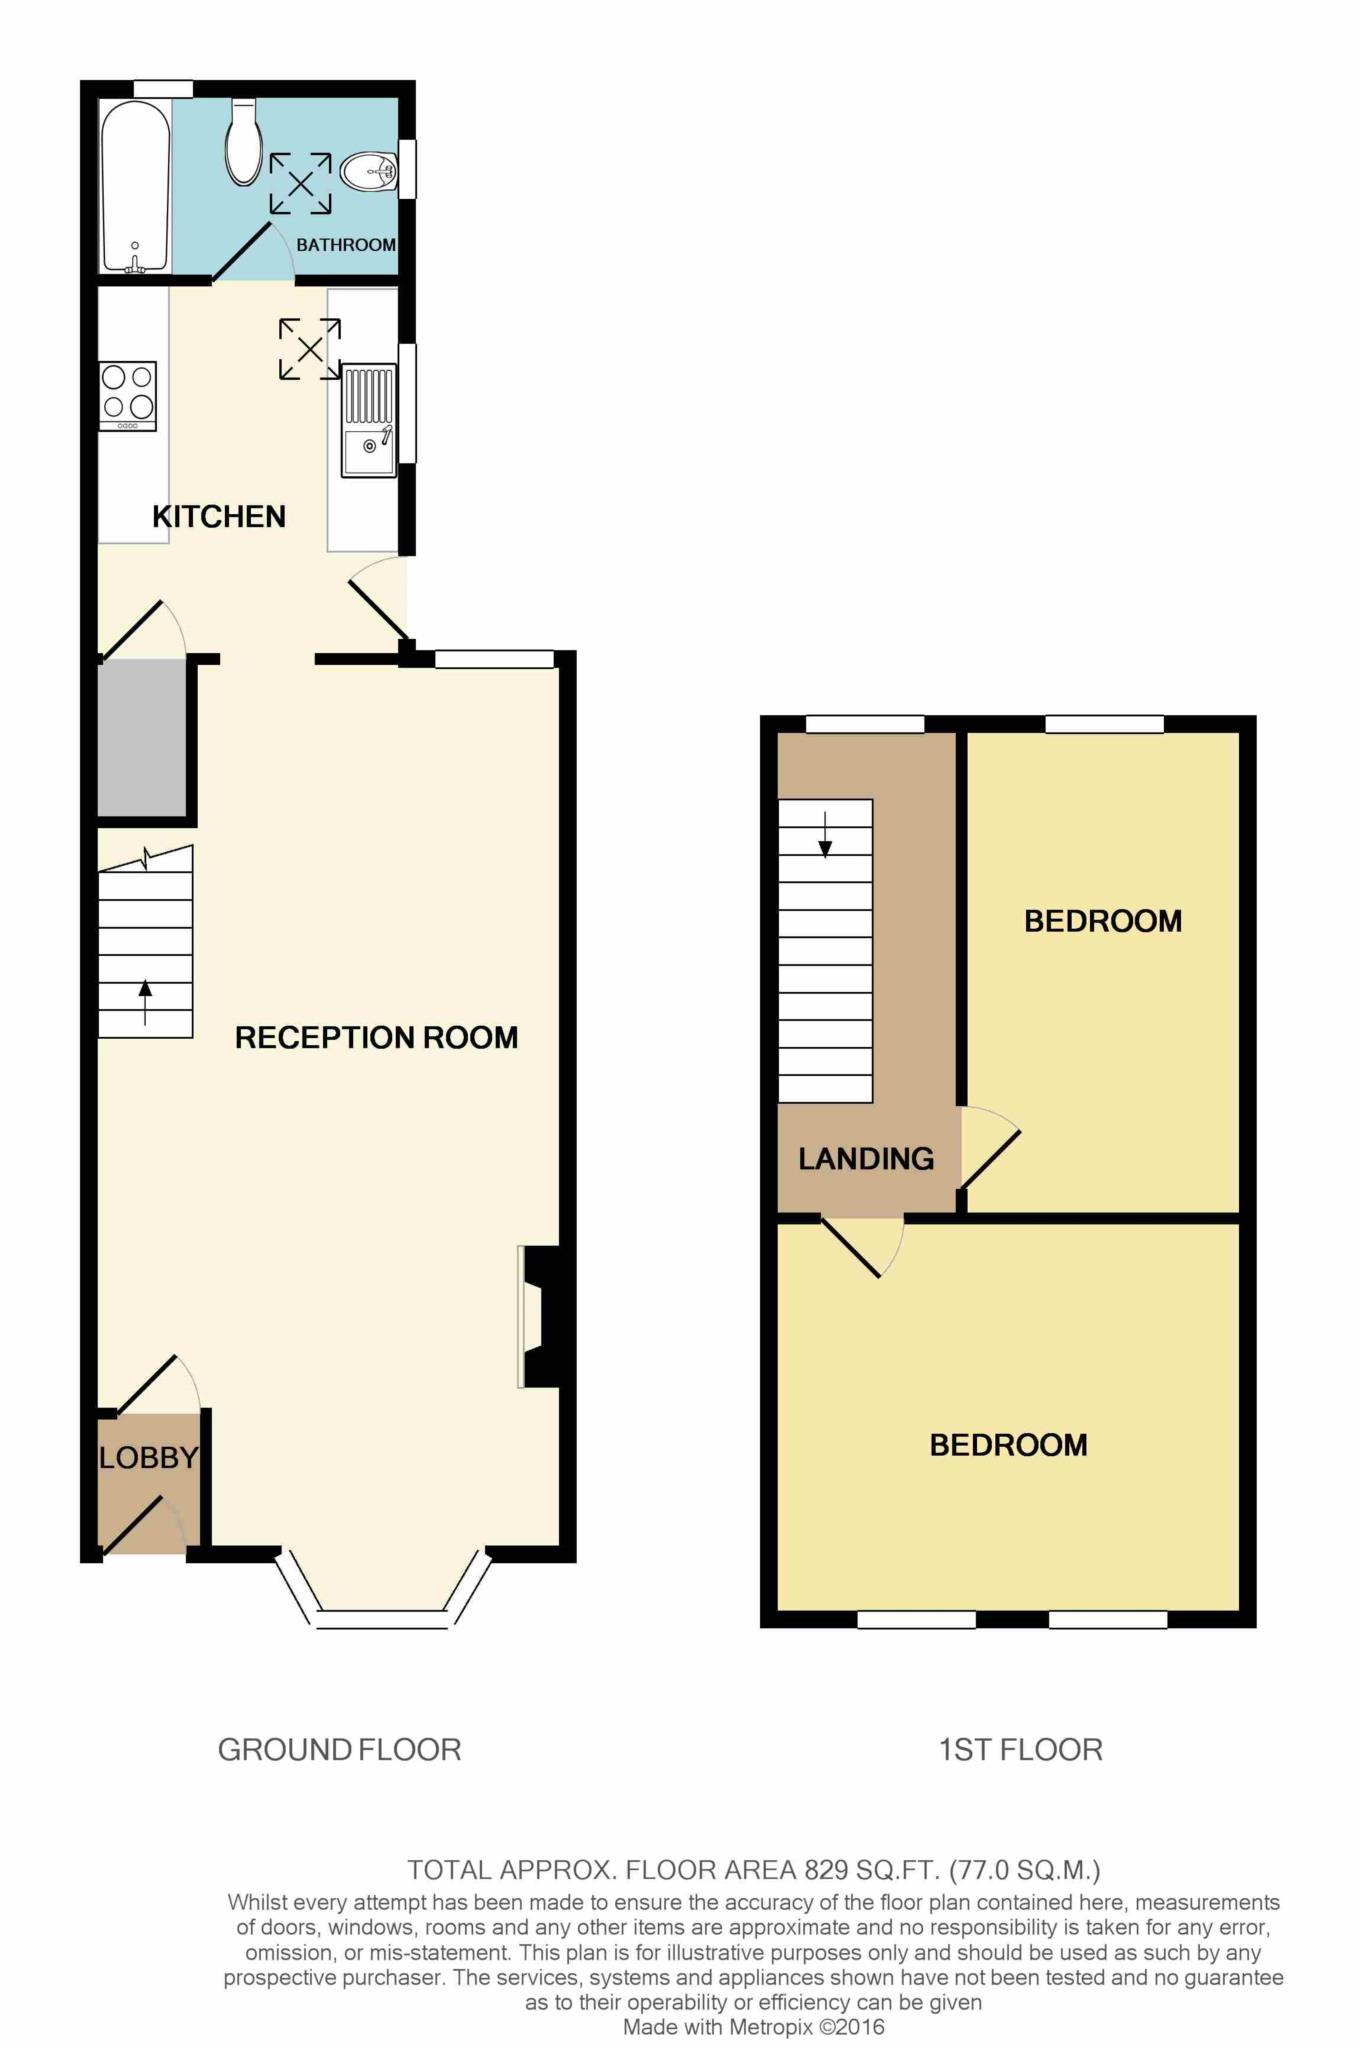 BATHROOM
KITCHEN
RECEPTION ROOM
LOBBY
BEDROOM
LANDING
BEDROOM
GROUND FLOOR
1ST FLOOR
TOTAL APPROX. FLOOR AREA 829 SQ.FT. (77.0 SQ.M.)
Whilst every attempt has been made to ensure the accuracy of the floor plan contained here, measurements
of doors, windows, rooms and any other items are approximate and no responsibility is taken for any error,
omission, or mis-statement. This plan is for illustrative purposes only and should be used as such by any
prospective purchaser. The services, systems and appliances shown have not been tested and no guarantee
as to their operability or efficiency can be given
Made with Metropix ©2016